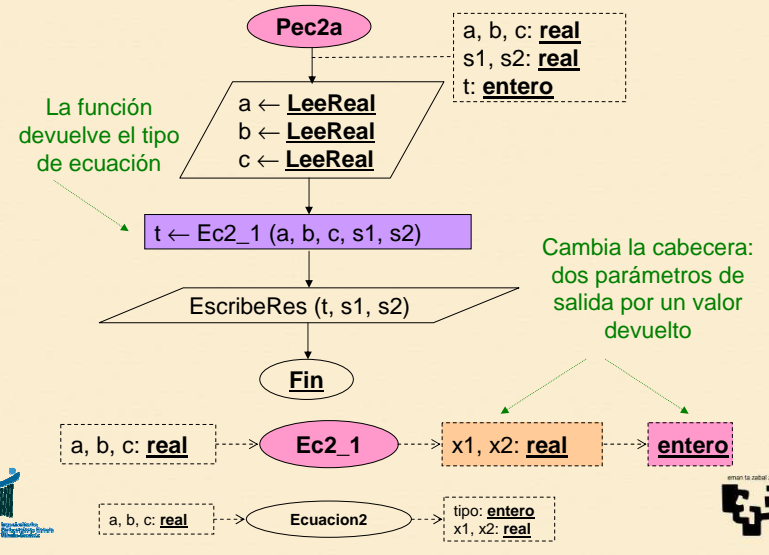 Pec2a
a, b, c: real
s1, s2: real
t: entero
La función
devuelve el tipo
de ecuación
a ← LeeReal
b ← LeeReal
c ← LeeReal
t ← Ec2_1 (a, b, c, s1, s2)
Cambia la cabecera:
dos parámetros de
salida por un valor
devuelto
EscribeRes (t, s1, s2)
Fin
a, b, c: real
Ec2_1
x1, x2: real
entero
a, b, c: real
Ecuacion2
tipo: entero
x1, x2: real
eman ta zabal